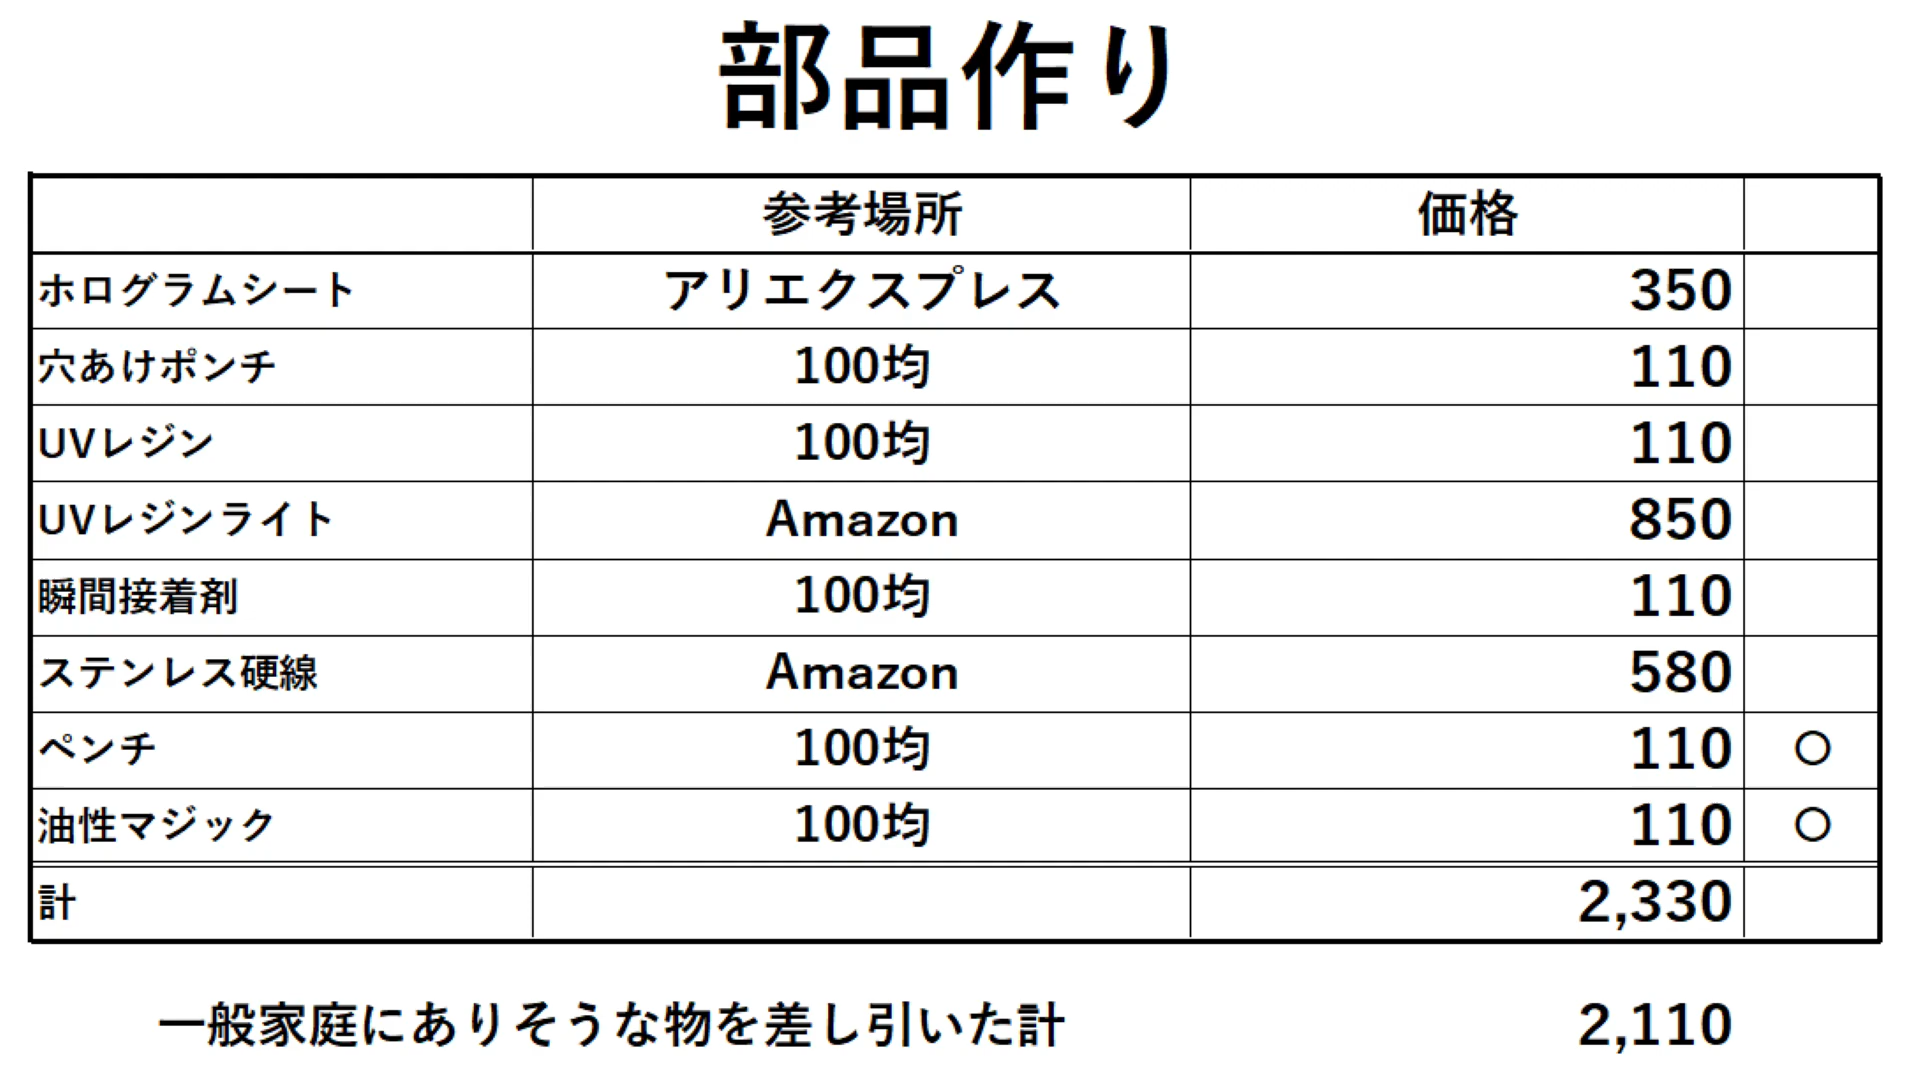 部品作り
参考場所 価格
ホログラムシート アリエクスプレス 350
穴あけポンチ 100均 110
UVレジン 100均 110
UVレジンライト Amazon 850
瞬間接着剤 100均 110
ステンレス硬線 Amazon 580
ペンチ 100均 110 〇
油性マジック 100均 110 〇
計 2,330
一般家庭にありそうな物を差し引いた計 2,110